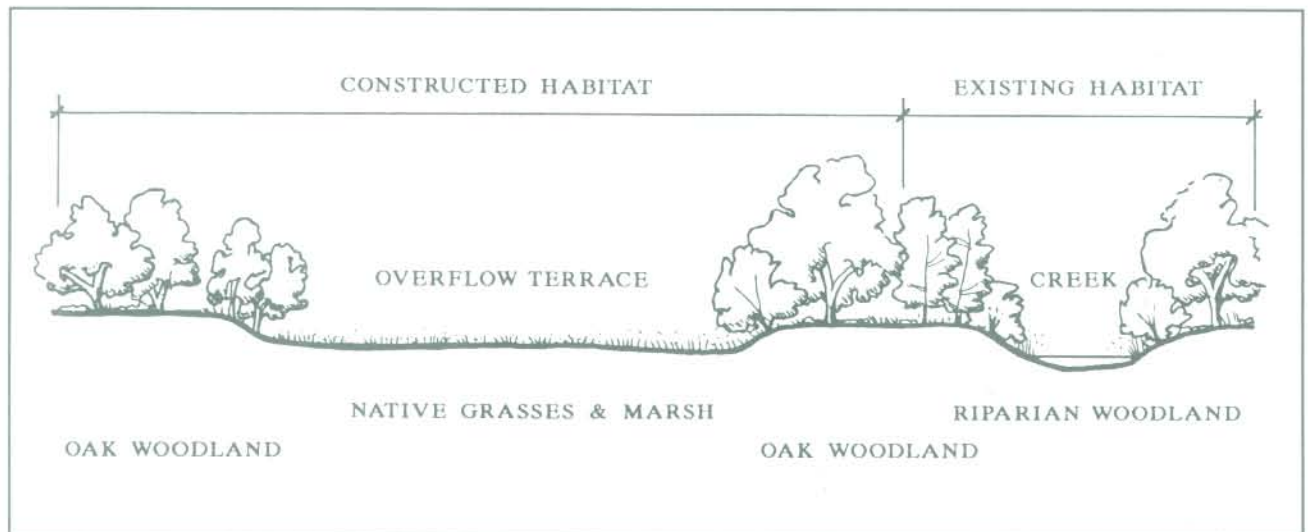 CONSTRUCTED HABITAT
EXISTING HABITAT
OVERFLOW TERRACE
CREEK
NATIVE GRASSES & MARSH
RIPARIAN WOODLAND
OAK WOODLAND
OAK WOODLAND